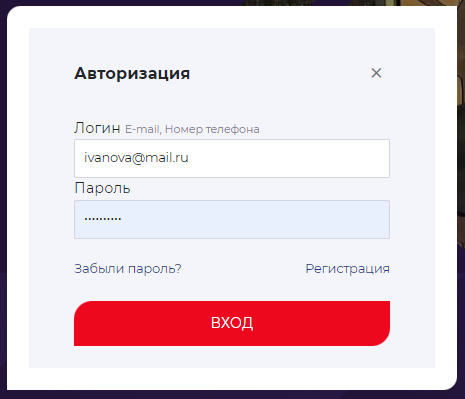 Авторизация ×
Логин E-mail, Номер телефона
ivanova@mail.ru
Пароль
••••••••••
Забыли пароль? Регистрация
ВХОД